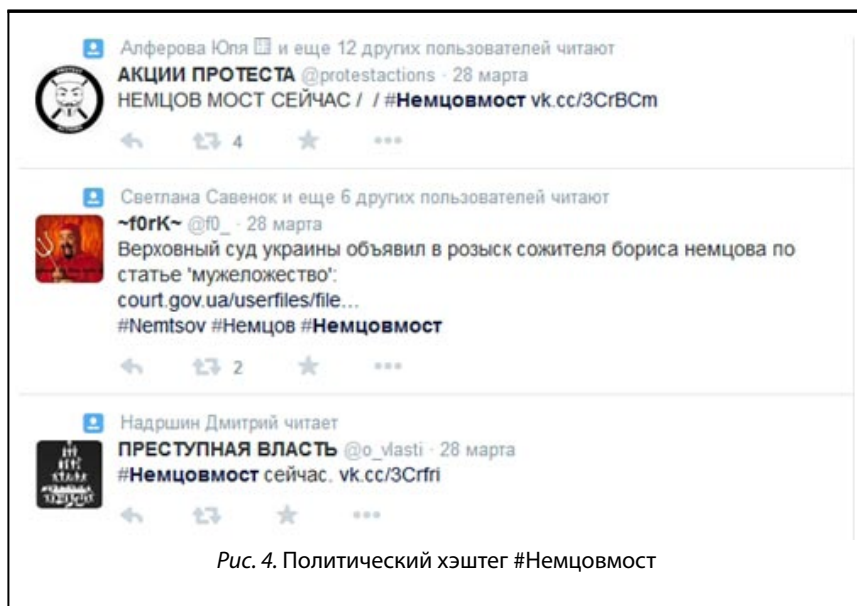 Алферова Юля и еще 12 других пользователей читают
АКЦИИ ПРОТЕСТА @protestactions · 28 марта
НЕМЦОВ МОСТ СЕЙЧАС / / #Немцовмост vk.cc/3CrBCm
4
Светлана Савенок и еще 6 других пользователей читают
~f0rK~ @f0_ · 28 марта
Верховный суд украины объявил в розыск сожителя бориса немцова по
статье 'мужеложество':
court.gov.ua/userfiles/file...
#Nemtsov #Немцов #Немцовмост
2
Надршин Дмитрий читает
ПРЕСТУПНАЯ ВЛАСТЬ @o_vlasti · 28 марта
#Немцовмост сейчас. vk.cc/3Crfri
Рис. 4. Политический хэштег #Немцовмост